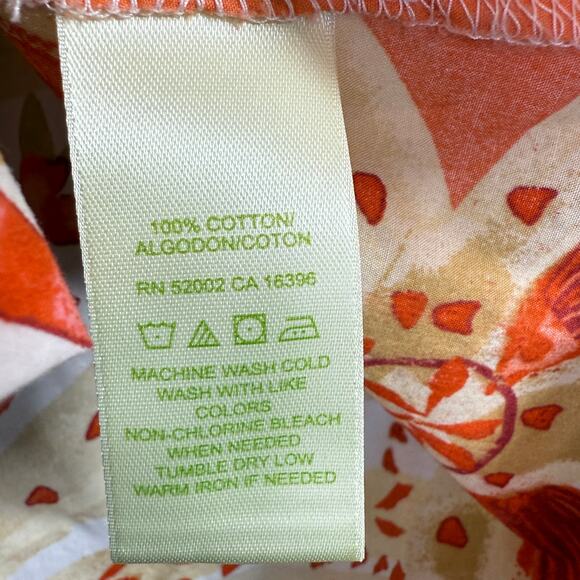 100% COTTON/
ALGODON/COTON
RN 52002 CA 16396
MACHINE WASH COLD
WASH WITH LIKE
COLORS
NON-CHLORINE BLEACH
WHEN NEEDED
TUMBLE DRY LOW
WARM IRON IF NEEDED